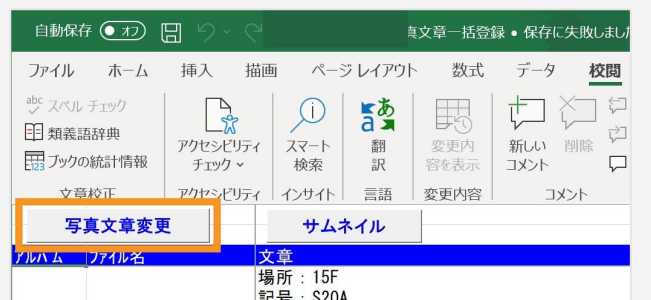 自動保存 オフ 真文章一括登録 • 保存に失敗しまし
ファイル ホーム 挿入 描画 ページ レイアウト 数式 データ 校閲
abc スペル チェック
類義語辞典
123 ブックの統計情報
アクセシビリティ
チェック
スマート
検索
あ
a
翻
訳
変更内
容を表示
新しい
コメント
削除
文章校正 アクセシビリティ インサイト 言語 変更内容 コメント
写真文章変更 サムネイル
アルバム ファイル名 文章
場所：15F
記号：S20A